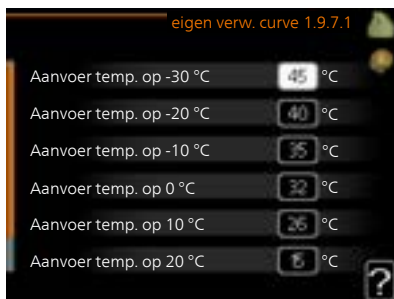 eigen verw. curve 1.9.7.1
Aanvoer temp. op -30 °C 45 °C
Aanvoer temp. op -20 °C 40 °C
Aanvoer temp. op -10 °C 35 °C
Aanvoer temp. op 0 °C 32 °C
Aanvoer temp. op 10 °C 26 °C
Aanvoer temp. op 20 °C 15 °C
?